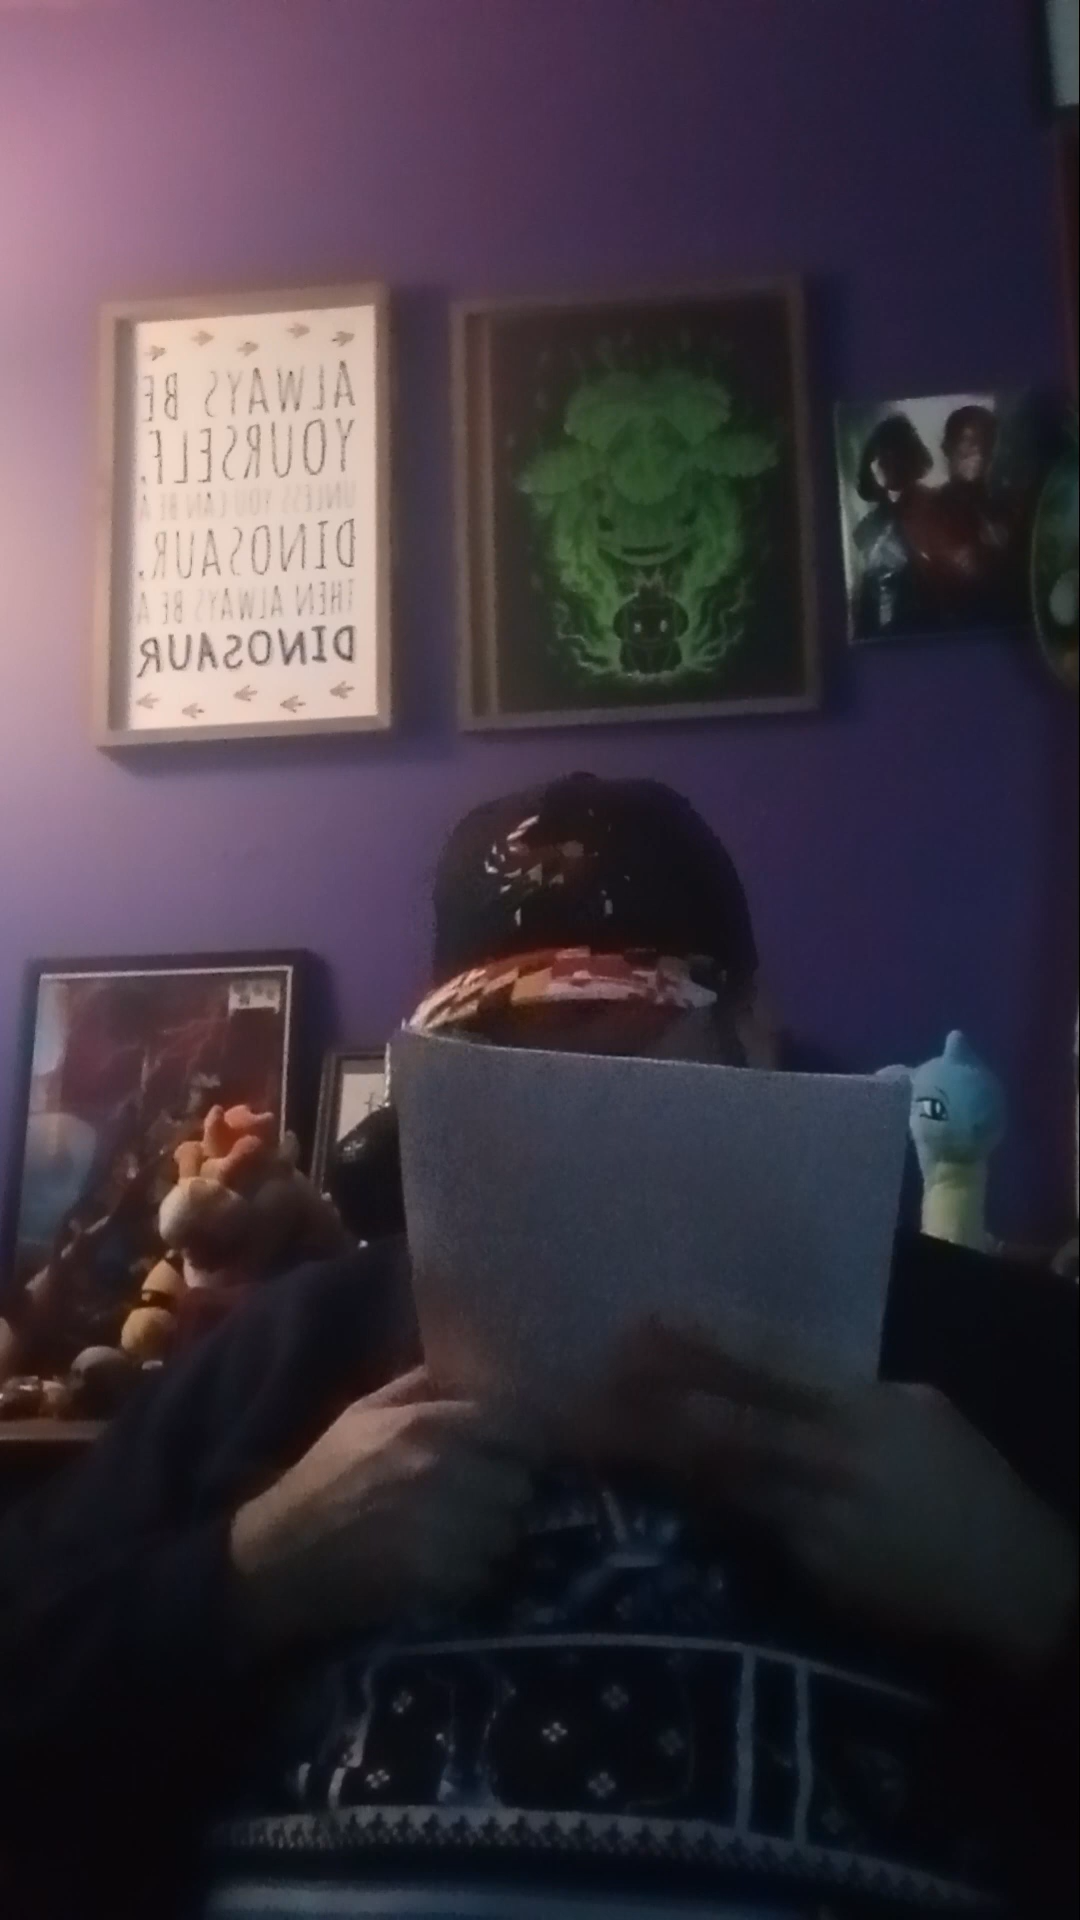 ALWAYS BE
YOURSELF,
UNLESS YOU CAN BE A
DINOSAUR,
THEN ALWAYS BE A
DINOSAUR